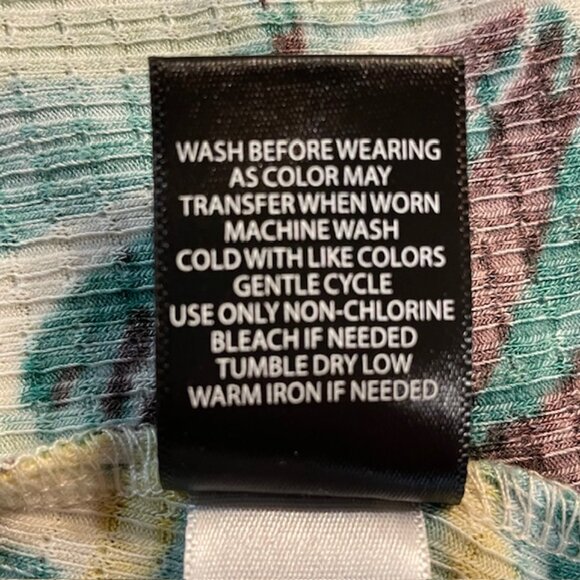 WASH BEFORE WEARING
AS COLOR MAY
TRANSFER WHEN WORN
MACHINE WASH
COLD WITH LIKE COLORS
GENTLE CYCLE
USE ONLY NON-CHLORINE
BLEACH IF NEEDED
TUMBLE DRY LOW
WARM IRON IF NEEDED